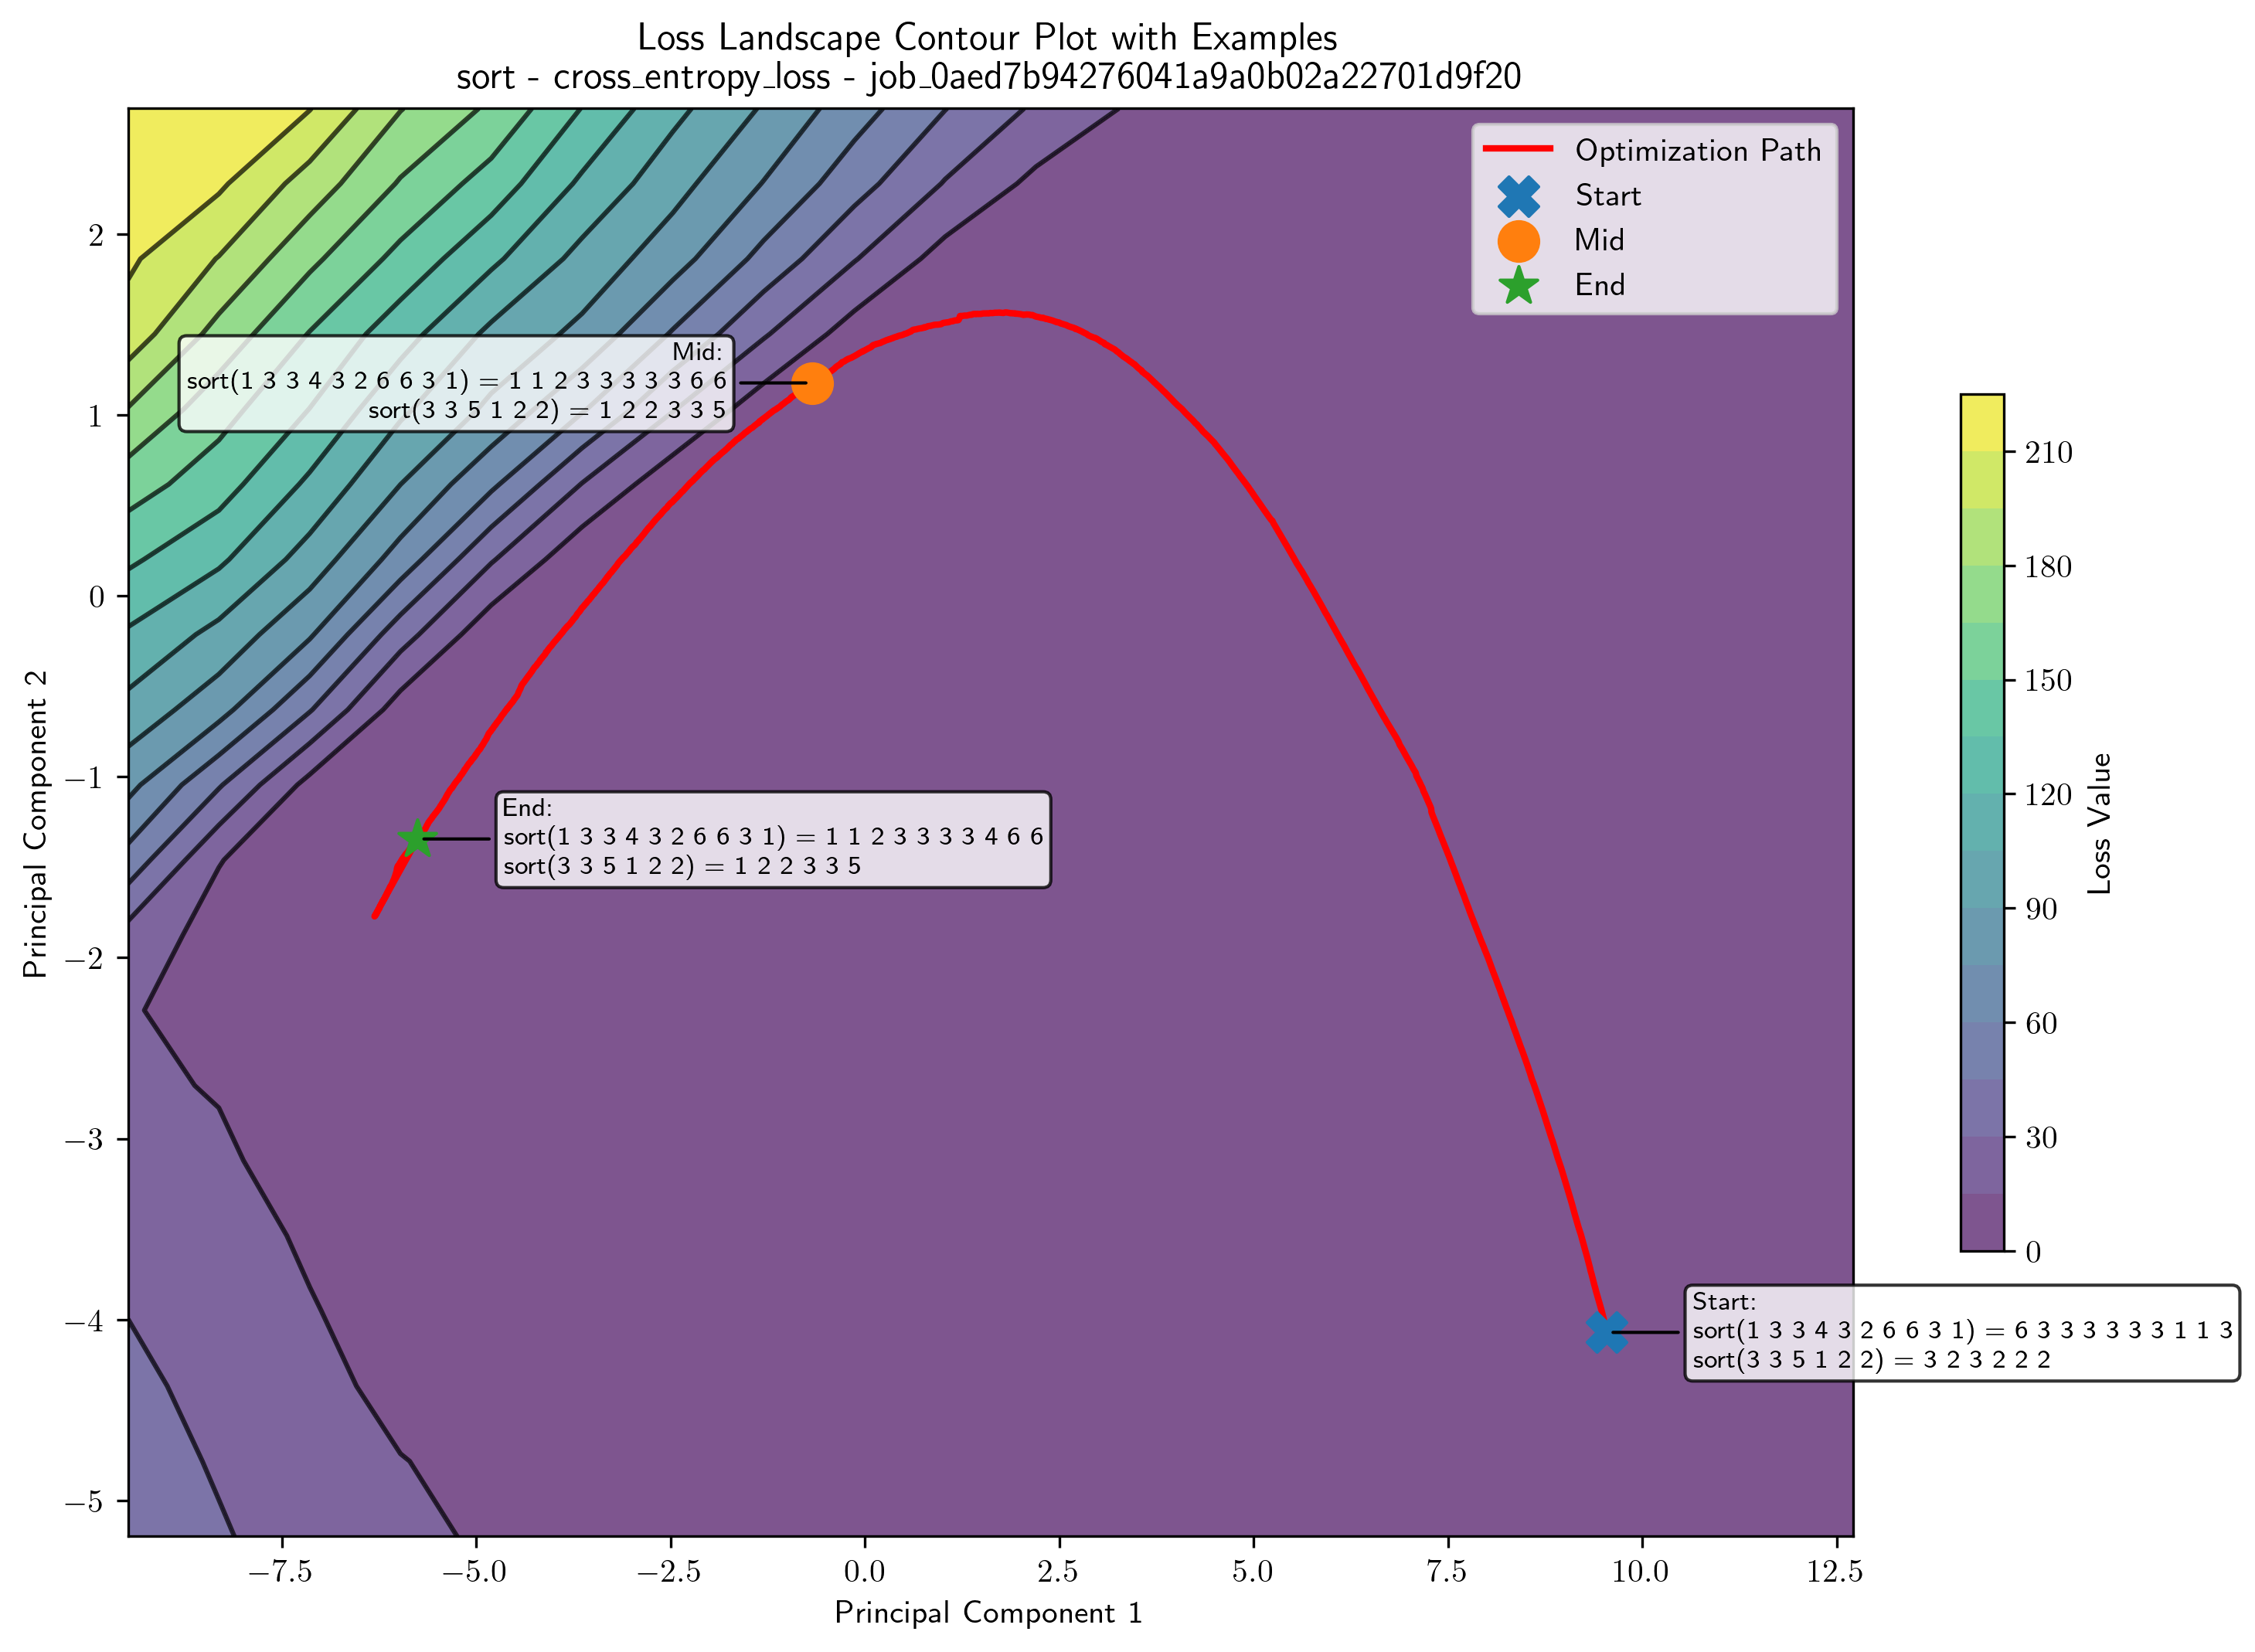 Loss Landscape Contour Plot with Examples
sort - cross_entropy_loss - job_0aed7b94276041a9a0b02a22701d9f20
Optimization Path
Start
Mid
End
Mid:
sort(1 3 3 4 3 2 6 6 3 1) = 1 1 2 3 3 3 3 3 6 6
sort(3 3 5 1 2 2) = 1 2 2 3 3 5
End:
sort(1 3 3 4 3 2 6 6 3 1) = 1 1 2 3 3 3 3 4 6 6
sort(3 3 5 1 2 2) = 1 2 2 3 3 5
Start:
sort(1 3 3 4 3 2 6 6 3 1) = 6 3 3 3 3 3 3 1 1 3
sort(3 3 5 1 2 2) = 3 2 3 2 2 2
Principal Component 2
2
1
0
−1
−2
−3
−4
−5
−7.5
−5.0
−2.5
0.0
2.5
5.0
7.5
10.0
12.5
Principal Component 1
210
180
150
120
90
60
30
0
Loss Value